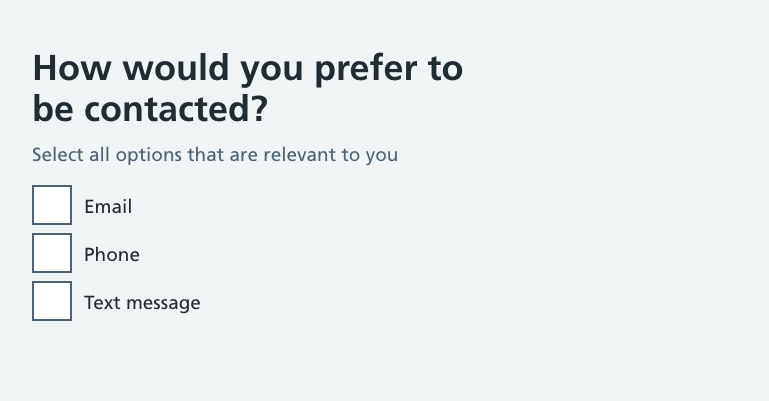 How would you prefer to
be contacted?
Select all options that are relevant to you
Email
Phone
Text message